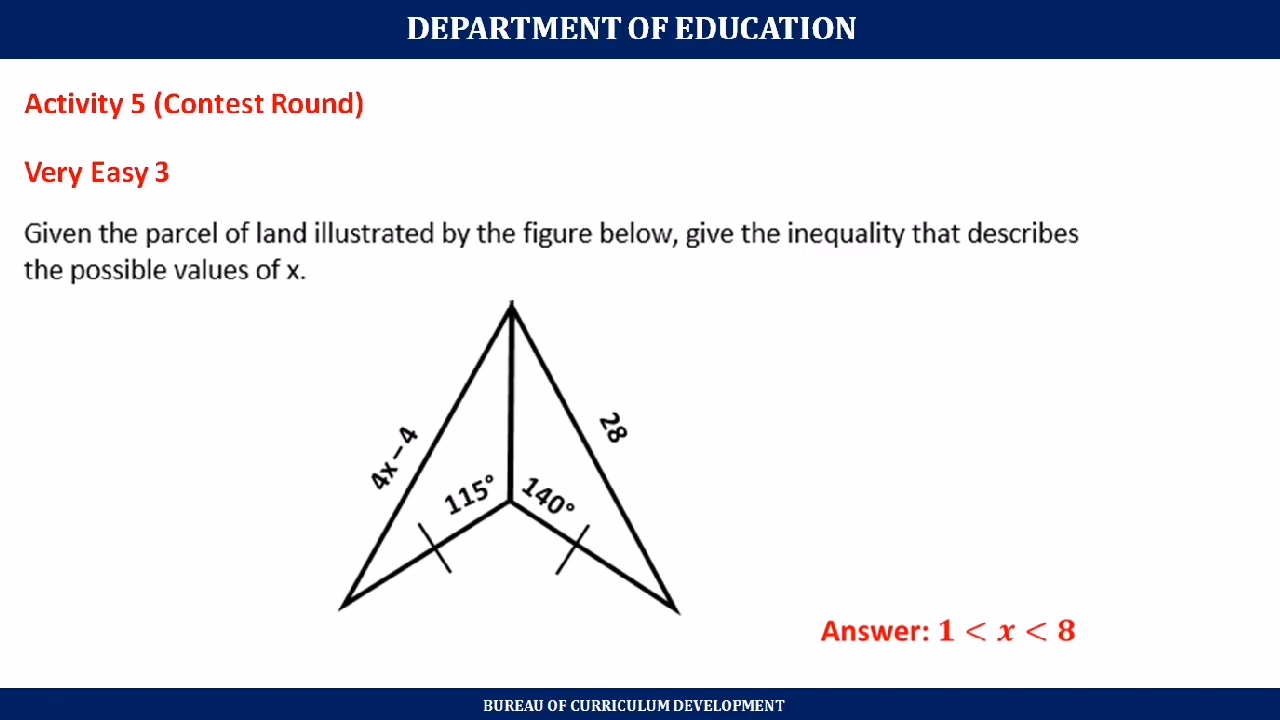 DEPARTMENT OF EDUCATION
Activity 5 (Contest Round)
Very Easy 3
Given the parcel of land illustrated by the figure below, give the inequality that describes
the possible values of x.
4x – 4
28
115°
140°
Answer: 1 < x < 8
BUREAU OF CURRICULUM DEVELOPMENT